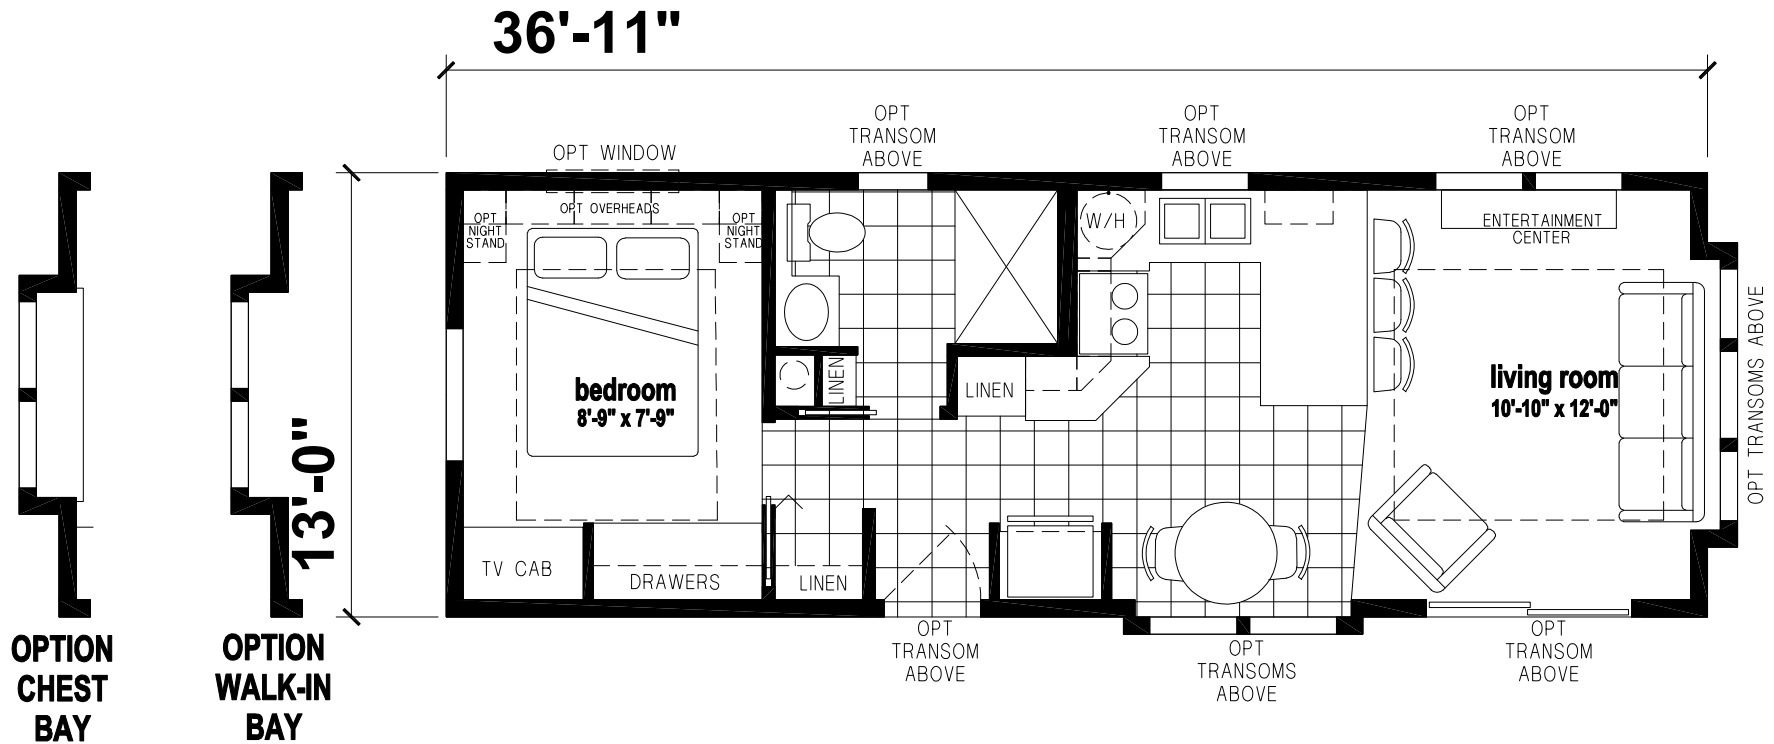 36'-11"
OPT
TRANSOM
ABOVE
OPT
TRANSOM
ABOVE
OPT
TRANSOM
ABOVE
OPT WINDOW
OPT OVERHEADS
OPT
NIGHT
STAND
OPT
NIGHT
STAND
W/H
ENTERTAINMENT
CENTER
OPT TRANSOMS ABOVE
bedroom
8'-9" x 7'-9"
LINEN
LINEN
living room
10'-10" x 12'-0"
13'-0"
TV CAB
DRAWERS
LINEN
OPT
TRANSOM
ABOVE
OPT
TRANSOMS
ABOVE
OPT
TRANSOM
ABOVE
OPTION
CHEST
BAY
OPTION
WALK-IN
BAY